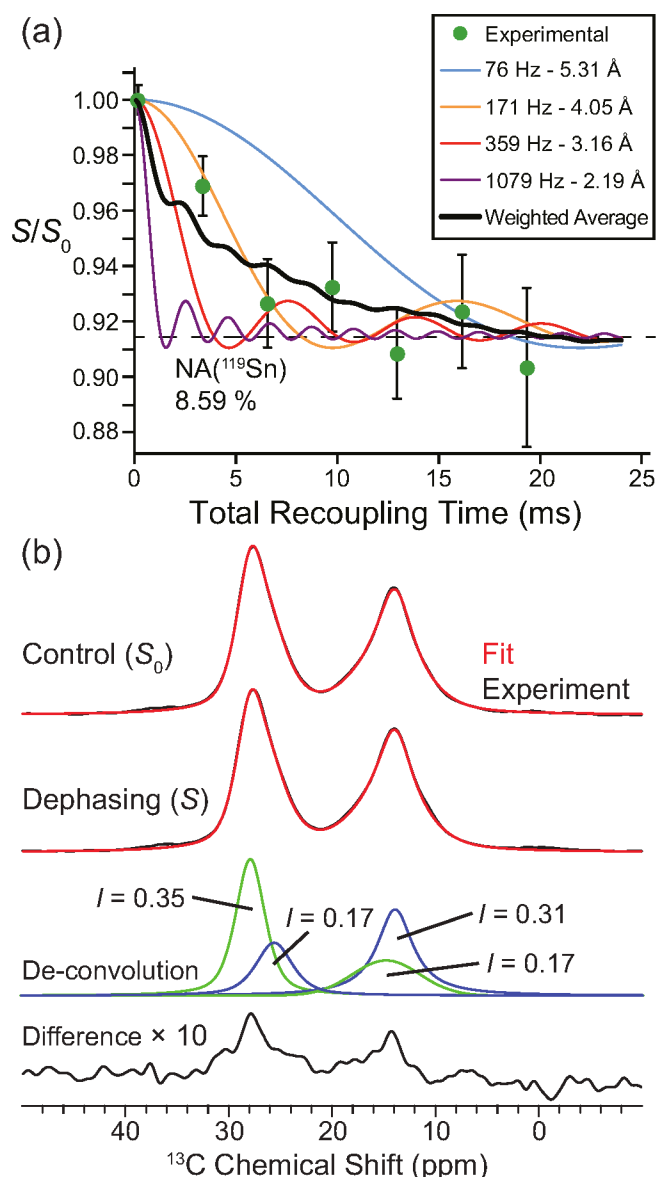 (a)
Experimental
76 Hz - 5.31 Å
171 Hz - 4.05 Å
359 Hz - 3.16 Å
1079 Hz - 2.19 Å
Weighted Average
1.00
0.98
0.96
0.94
0.92
0.90
0.88
S/S₀
NA(¹¹⁹Sn)
8.59 %
0 5 10 15 20 25
Total Recoupling Time (ms)
(b)
Control (S₀)
Fit
Experiment
Dephasing (S)
I = 0.35
I = 0.17
I = 0.31
I = 0.17
De-convolution
Difference × 10
40 30 20 10 0
¹³C Chemical Shift (ppm)